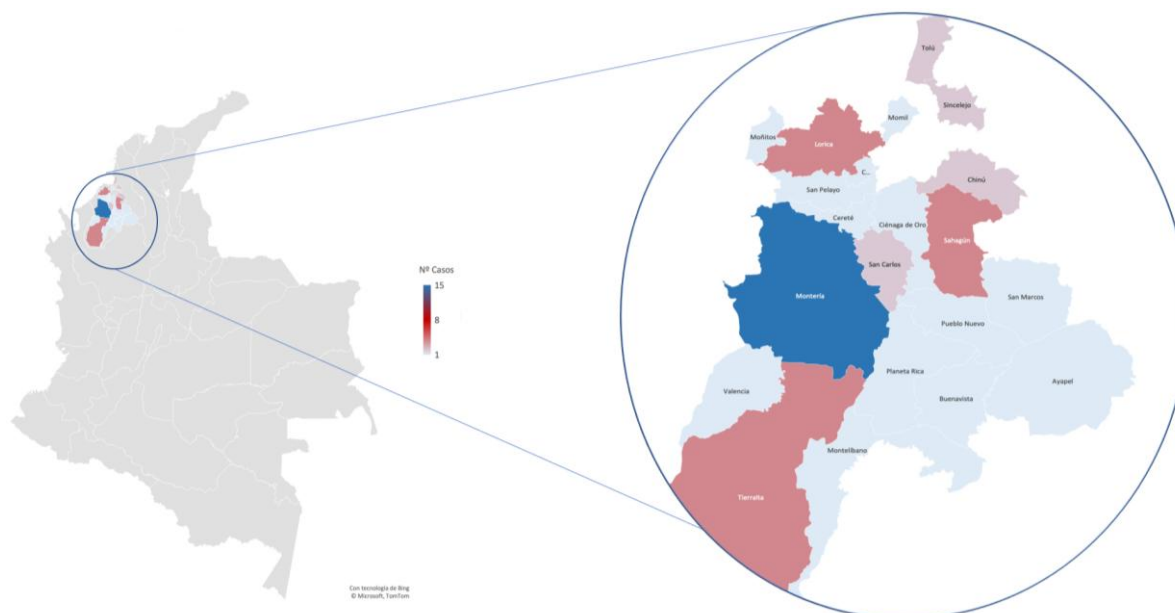 Nº Casos
15
8
1
Con tecnología de Bing
© Microsoft, TomTom
Tolú
Sincelejo
Momil
Moñitos
Lorica
C...
Chinú
San Pelayo
Cereté
Ciénaga de Oro
Sahagún
San Carlos
Montería
San Marcos
Pueblo Nuevo
Planeta Rica
Ayapel
Valencia
Buenavista
Montelíbano
Tierralta